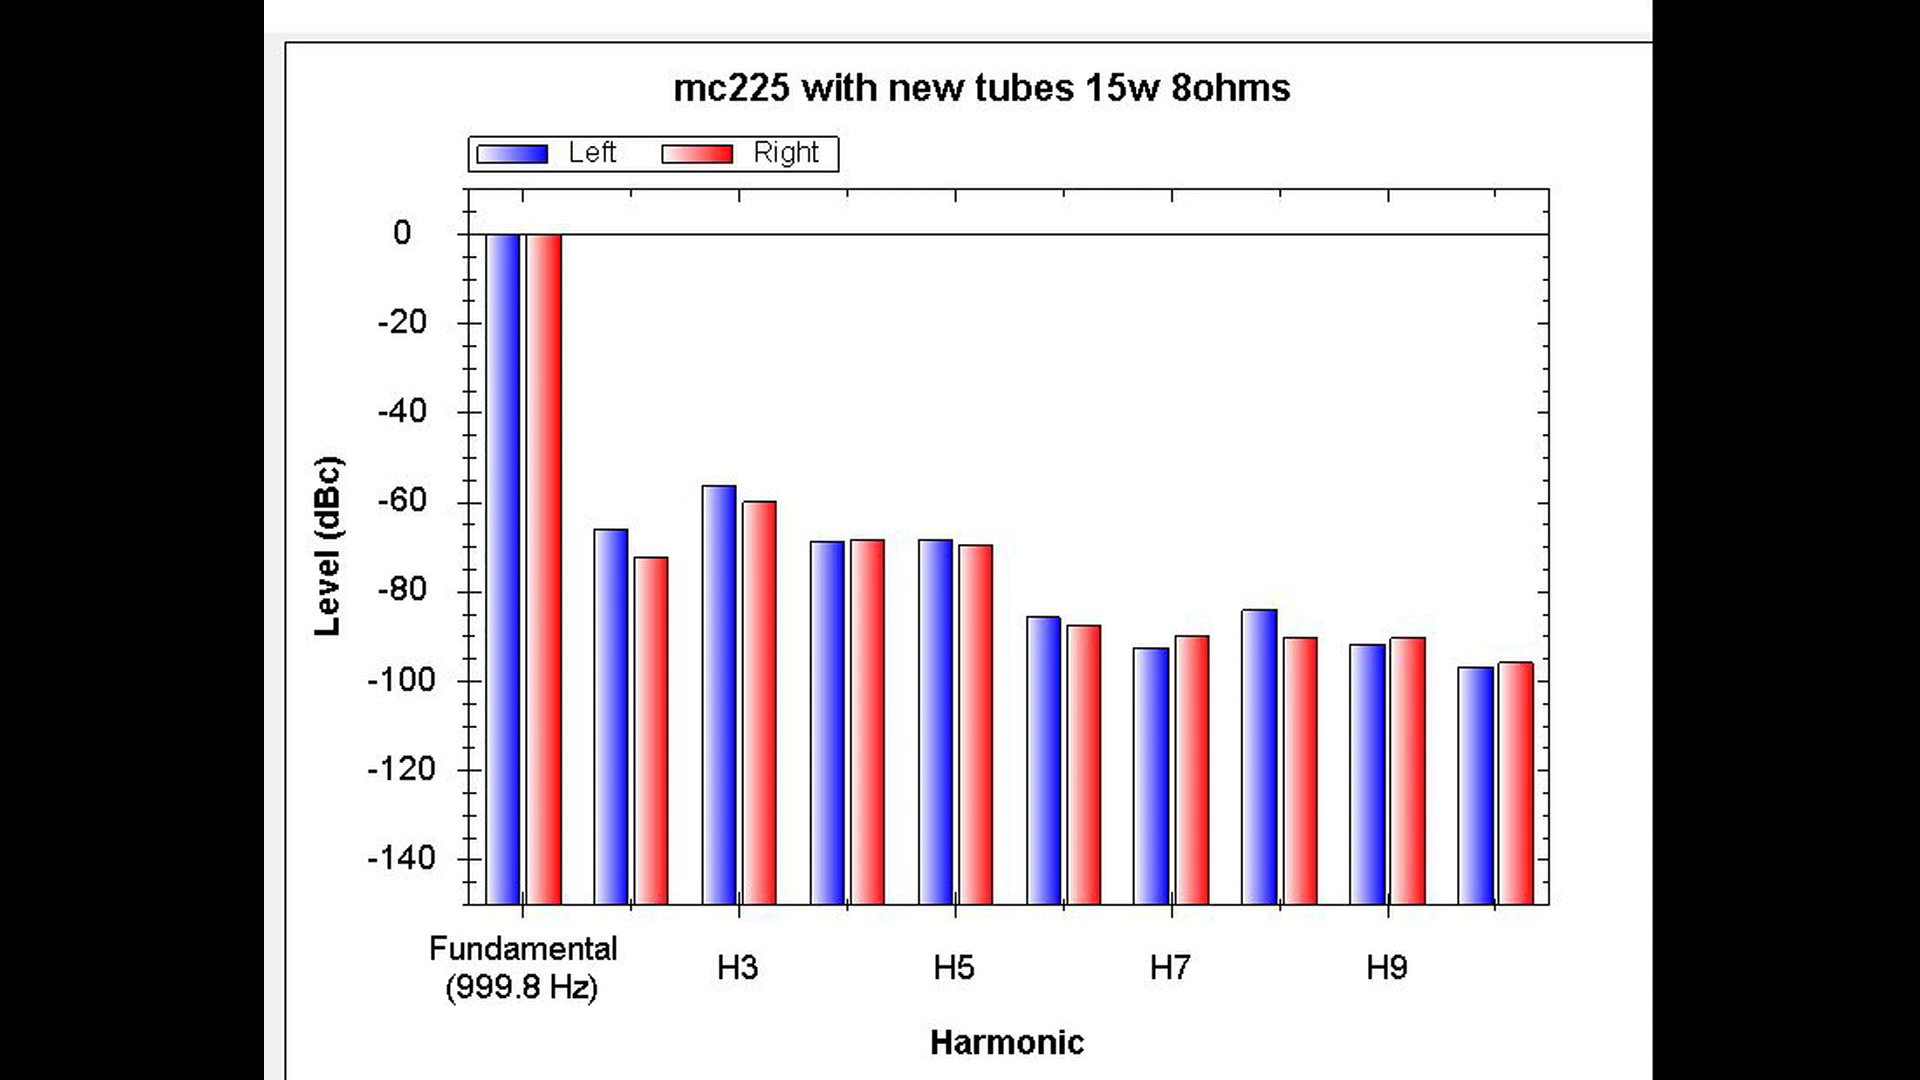 mc225 with new tubes 15w 8ohms
Left Right
0
-20
-40
-60
-80
-100
-120
-140
Level (dBc)
Fundamental
(999.8 Hz)
H3 H5 H7 H9
Harmonic